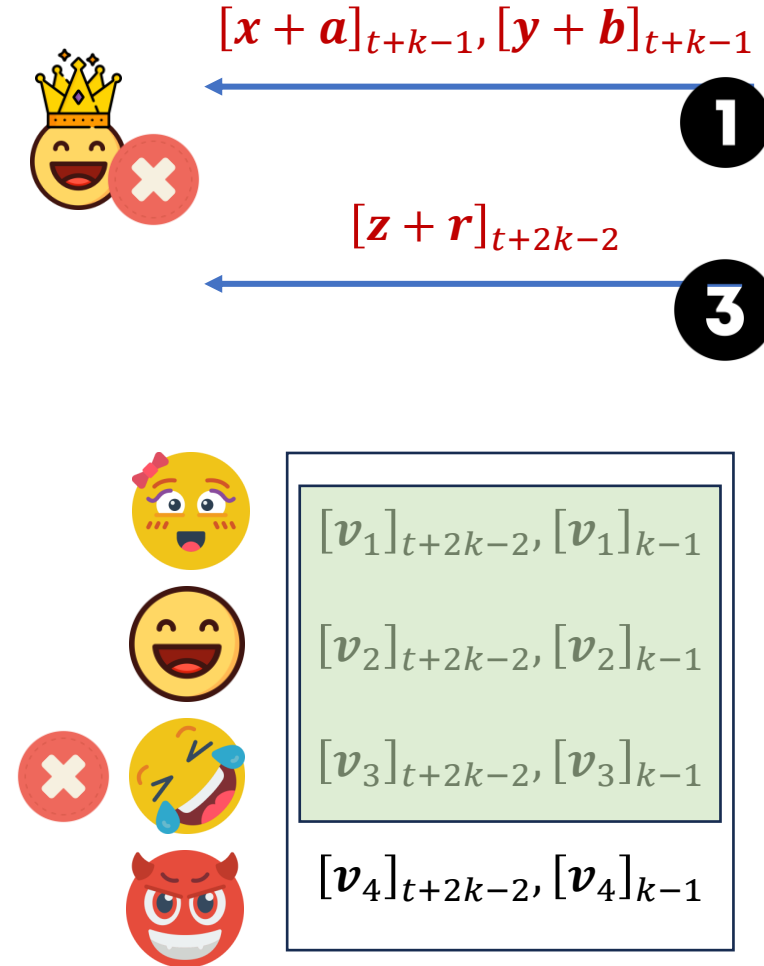 [x + a]_{t+k−1}, [y + b]_{t+k−1}
1
[z + r]_{t+2k−2}
3
[v_1]_{t+2k−2}, [v_1]_{k−1}
[v_2]_{t+2k−2}, [v_2]_{k−1}
[v_3]_{t+2k−2}, [v_3]_{k−1}
[v_4]_{t+2k−2}, [v_4]_{k−1}